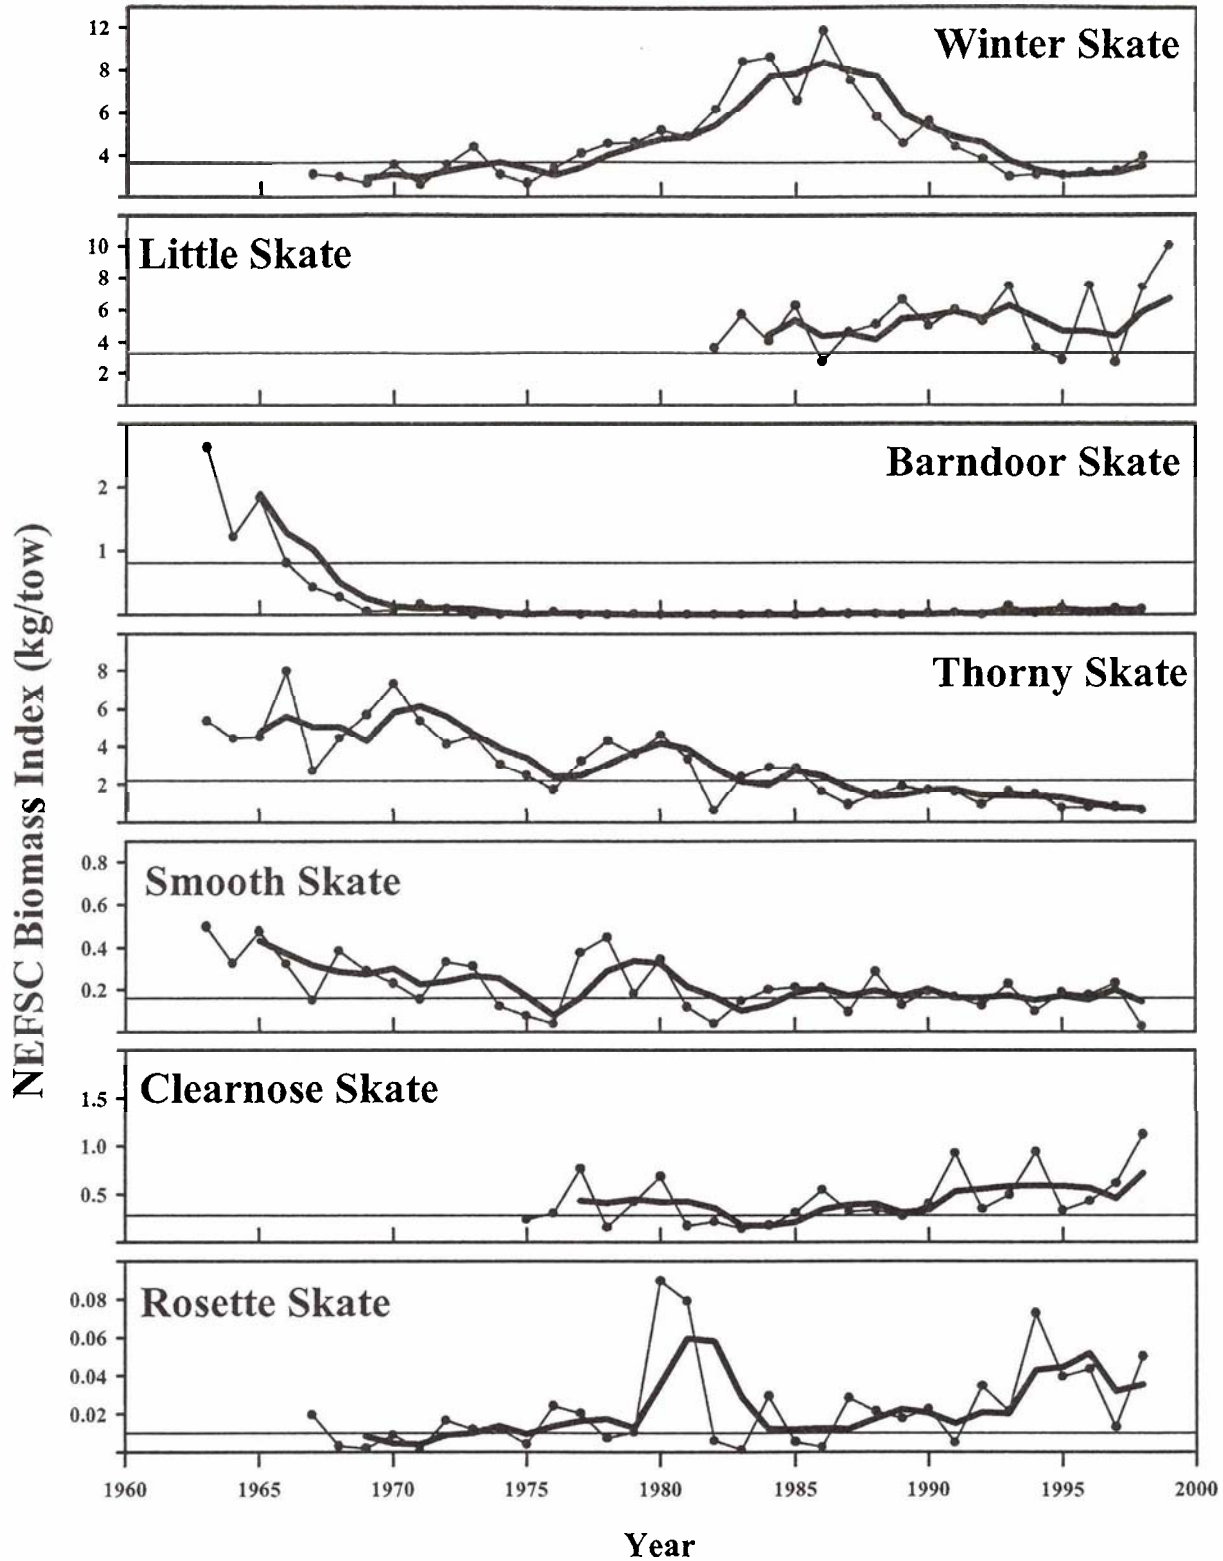 NEFSC Biomass Index (kg/tow)
Winter Skate
12
8
6
4
Little Skate
10
8
6
4
2
Barndoor Skate
2
1
Thorny Skate
8
6
4
2
Smooth Skate
0.8
0.6
0.4
0.2
Clearnose Skate
1.5
1.0
0.5
Rosette Skate
0.08
0.06
0.04
0.02
1960 1965 1970 1975 1980 1985 1990 1995 2000
Year